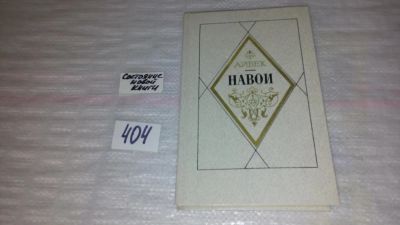 Состояние
новой
книги
404
АЙБЕК
НАВОИ